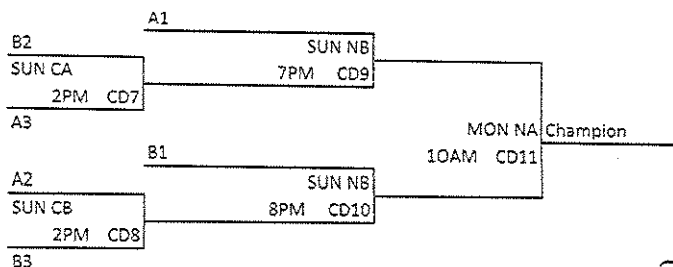 A1
B2
SUN NB
SUN CA
7PM CD9
2PM CD7
A3
MON NA Champion
B1
10AM CD11
A2
SUN NB
SUN CB
8PM CD10
2PM CD8
B3